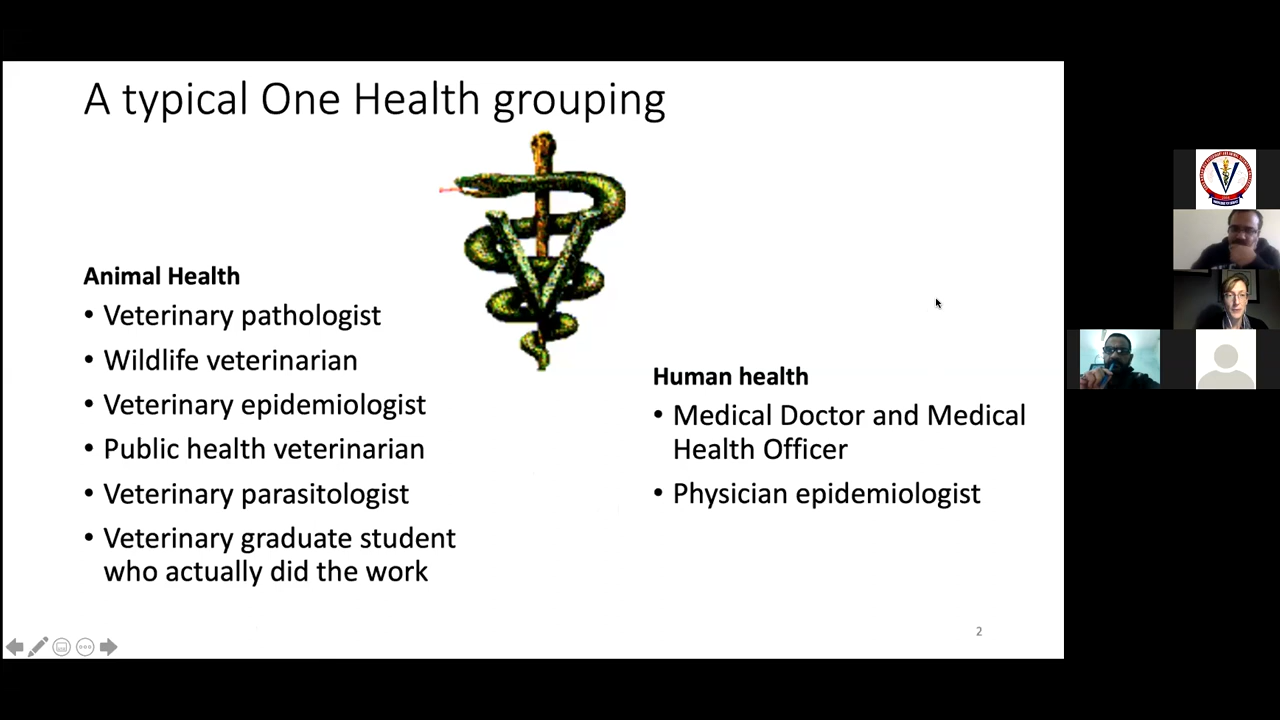 A typical One Health grouping
Animal Health
• Veterinary pathologist
• Wildlife veterinarian
• Veterinary epidemiologist
• Public health veterinarian
• Veterinary parasitologist
• Veterinary graduate student
who actually did the work
Human health
• Medical Doctor and Medical
Health Officer
• Physician epidemiologist
2